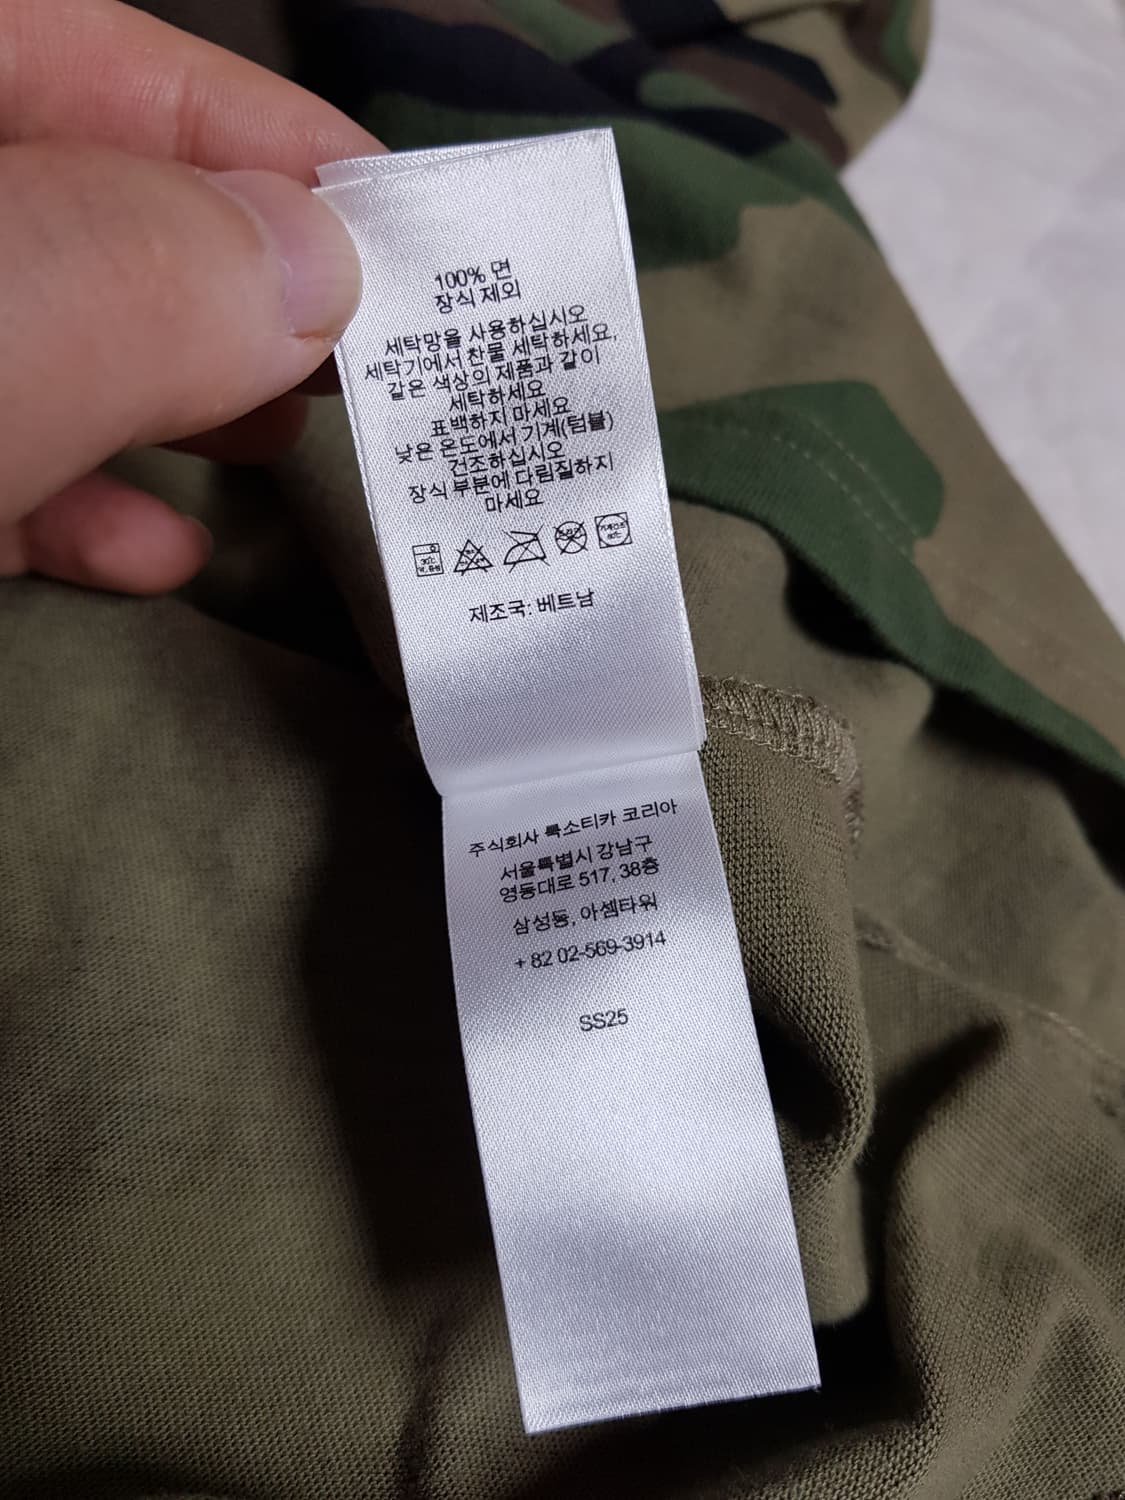 100% 면
장식 제외
세탁망을 사용하십시오
세탁기에서 찬물 세탁하세요,
같은 색상의 제품과 같이
세탁하세요
표백하지 마세요
낮은 온도에서 기계(텀블)
건조하십시오
장식 부분에 다림질하지
마세요
30℃
제조국: 베트남
주식회사 룩소티카 코리아
서울특별시 강남구
영동대로 517, 38층
삼성동, 아셈타워
+ 82 02-569-3914
SS25